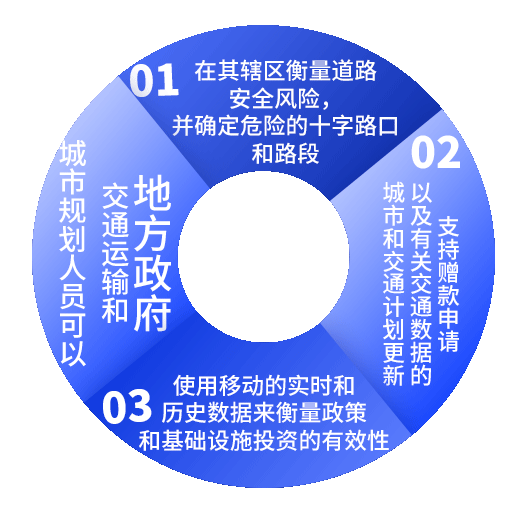 地方政府
交通运输和
城市规划人员可以
01
在其辖区衡量道路
安全风险，
并确定危险的十字路口
和路段
02
支持赠款申请
以及有关交通数据的
城市和交通计划更新
03
使用移动的实时和
历史数据来衡量政策
和基础设施投资的有效性